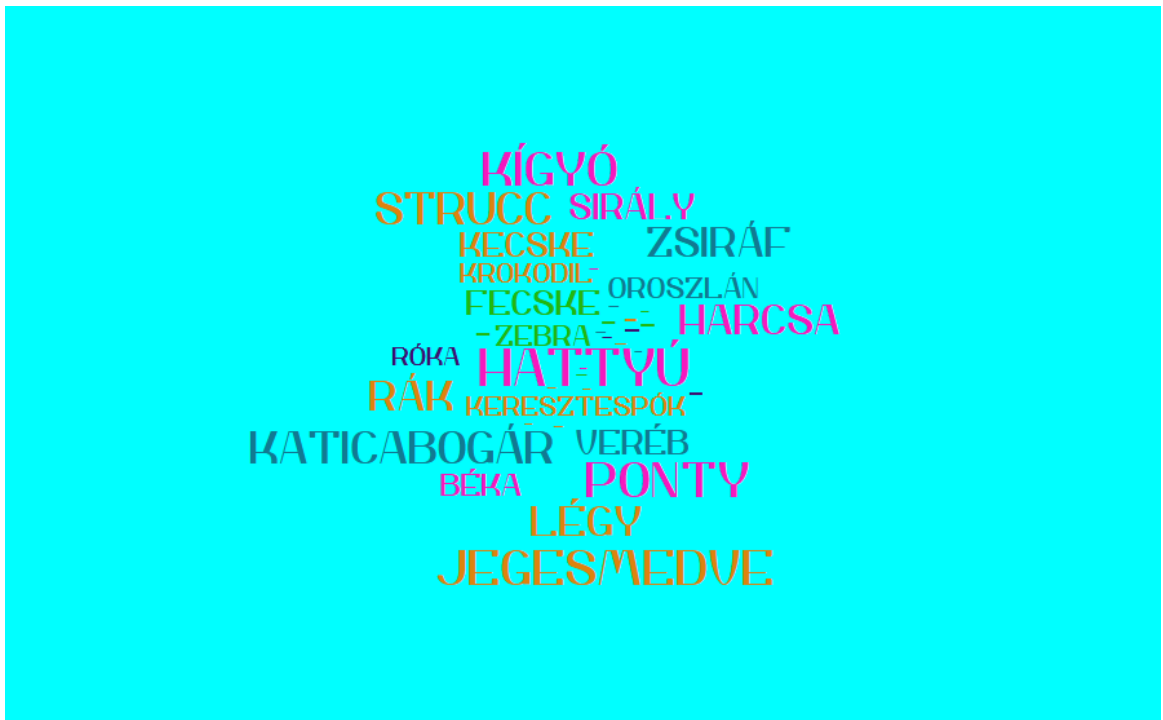 KÍGYÓ
STRUCC SIRÁLY
KECSKE ZSIRÁF
KROKODIL-
OROSZLÁN
FECSKE
HARCSA
- ZEBRA
RÓKA HATTYÚ
RÁK KERESZTESPÓK
KATICABOGÁR VERÉB
BÉKA PONTY
LÉGY
JEGESMEDVE